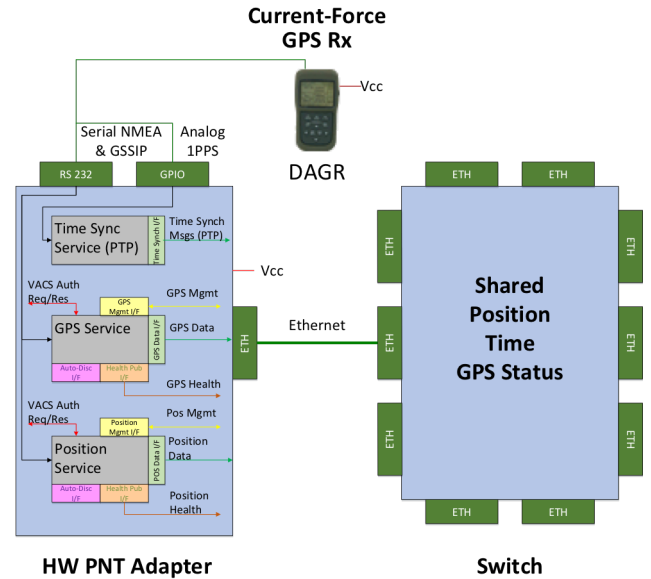 Current-Force
GPS Rx
Vcc
Serial NMEA
& GSSIP
Analog
1PPS
DAGR
RS 232
GPIO
Time Sync
Service (PTP)
Time Synch I/F
Time Synch
Msgs (PTP)
Vcc
VACS Auth
Req/Res
GPS
Mgmt I/F
GPS Mgmt
GPS Service
GPS Data I/F
GPS Data
Auto-Disc
I/F
Health Pub
I/F
GPS Health
VACS Auth
Req/Res
Position
Mgmt I/F
Pos Mgmt
Position
Service
POS Data I/F
Position
Data
Auto-Disc
I/F
Health Pub
I/F
Position
Health
ETH
Ethernet
HW PNT Adapter
ETH
ETH
ETH
ETH
ETH
ETH
ETH
ETH
Shared
Position
Time
GPS Status
ETH
ETH
Switch